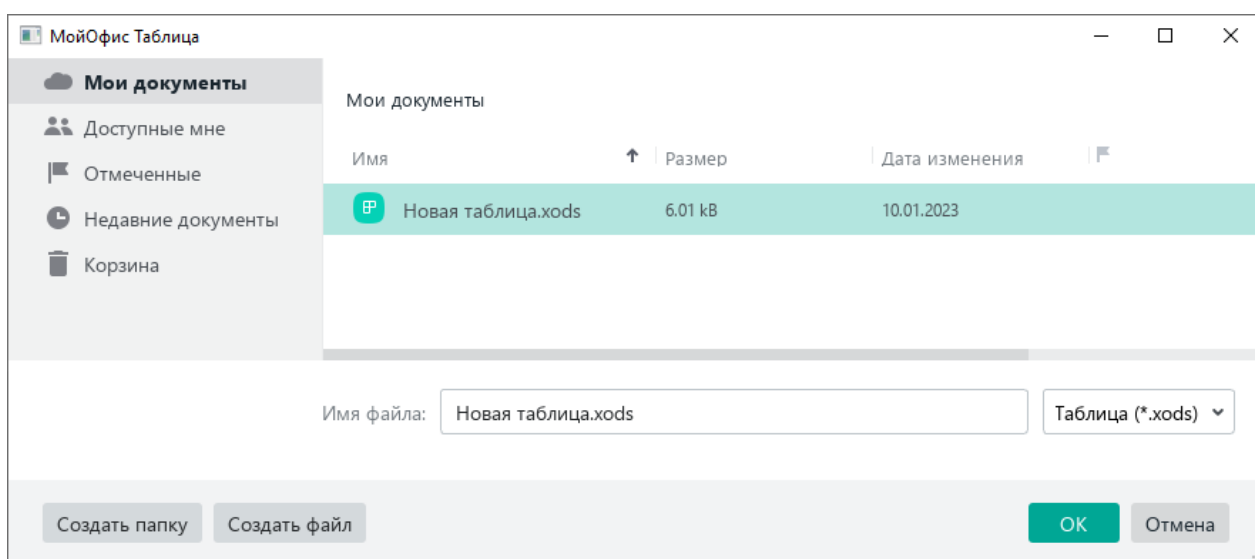 МойОфис Таблица
Мои документы
Доступные мне
Отмеченные
Недавние документы
Корзина
Мои документы
Имя Размер Дата изменения
Новая таблица.xods 6.01 kB 10.01.2023
Имя файла: Новая таблица.xods Таблица (*.xods)
Создать папку Создать файл ОК Отмена